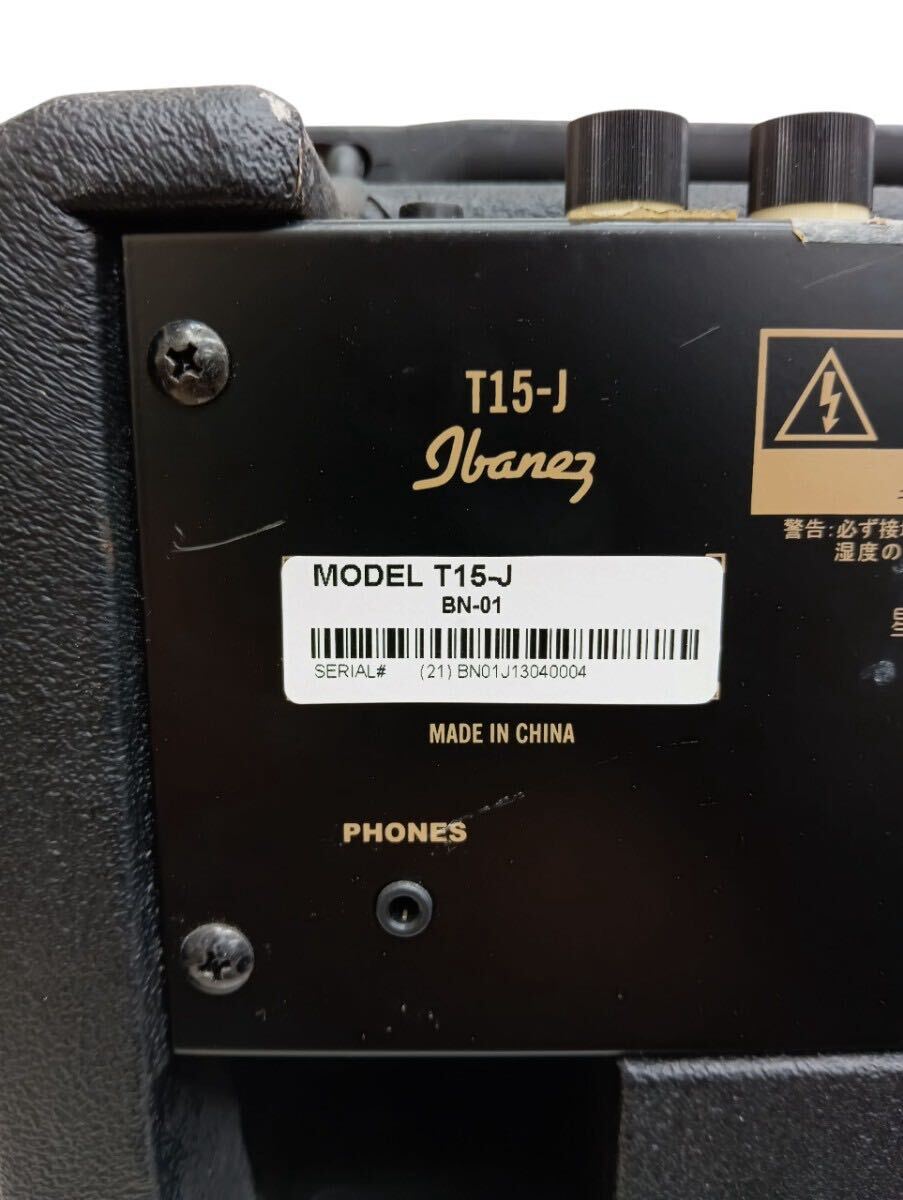 T15-J
Ibanez
MODEL T15-J
BN-01
SERIAL# (21) BN01J13040004
MADE IN CHINA
PHONES
警告:必ず接
湿度の